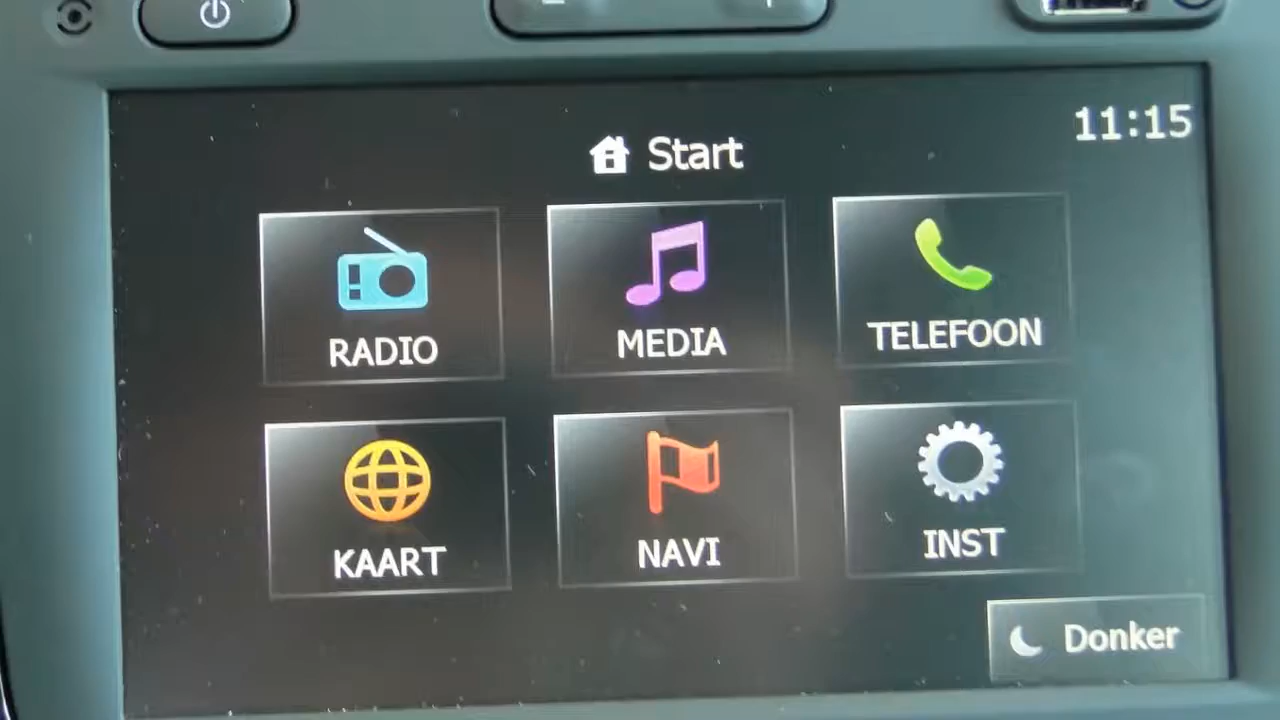 11:15
Start
RADIO
MEDIA
TELEFOON
KAART
NAVI
INST
Donker